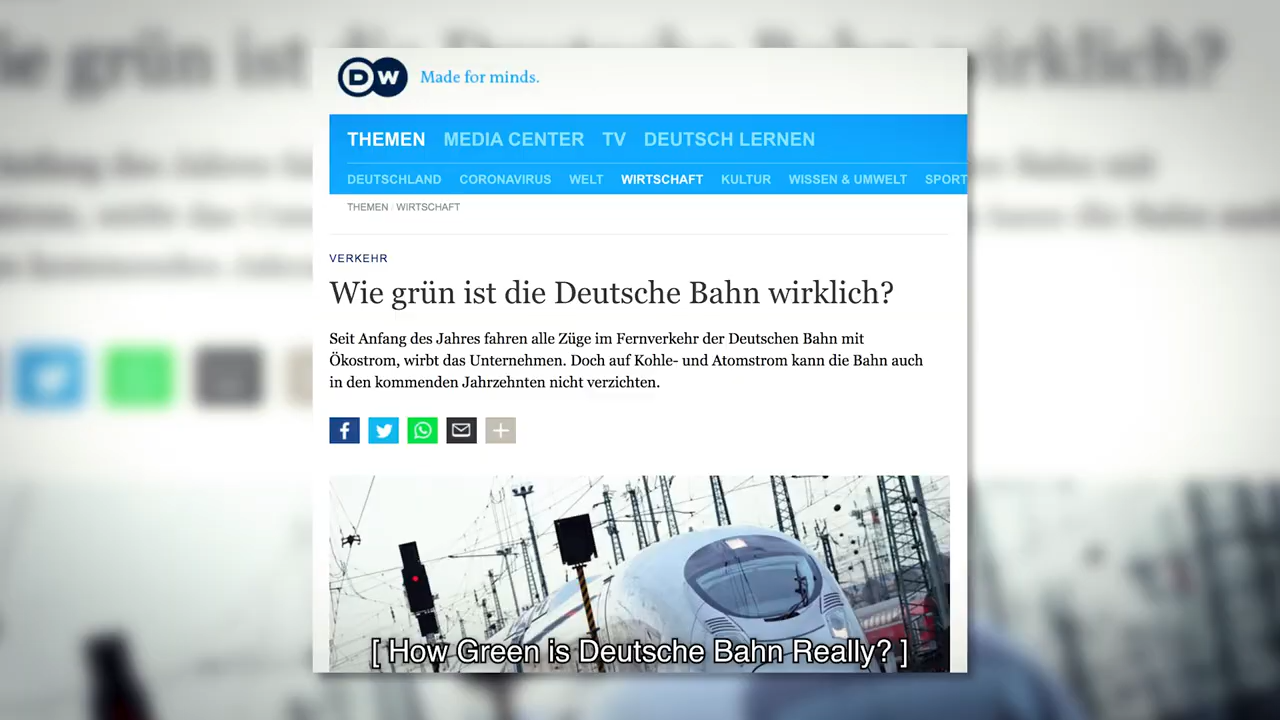 DW Made for minds.
THEMEN MEDIA CENTER TV DEUTSCH LERNEN
DEUTSCHLAND CORONAVIRUS WELT WIRTSCHAFT KULTUR WISSEN & UMWELT SPORT
THEMEN / WIRTSCHAFT
VERKEHR
Wie grün ist die Deutsche Bahn wirklich?
Seit Anfang des Jahres fahren alle Züge im Fernverkehr der Deutschen Bahn mit
Ökostrom, wirbt das Unternehmen. Doch auf Kohle- und Atomstrom kann die Bahn auch
in den kommenden Jahrzehnten nicht verzichten.
[ How Green is Deutsche Bahn Really? ]